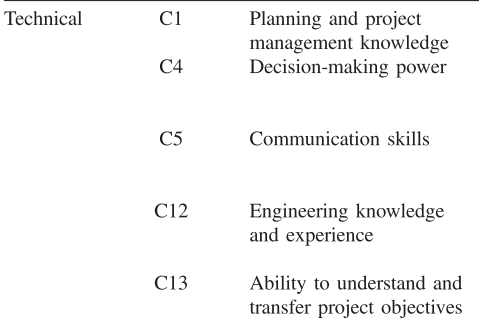 Technical C1 Planning and project
management knowledge
C4 Decision-making power
C5 Communication skills
C12 Engineering knowledge
and experience
C13 Ability to understand and
transfer project objectives